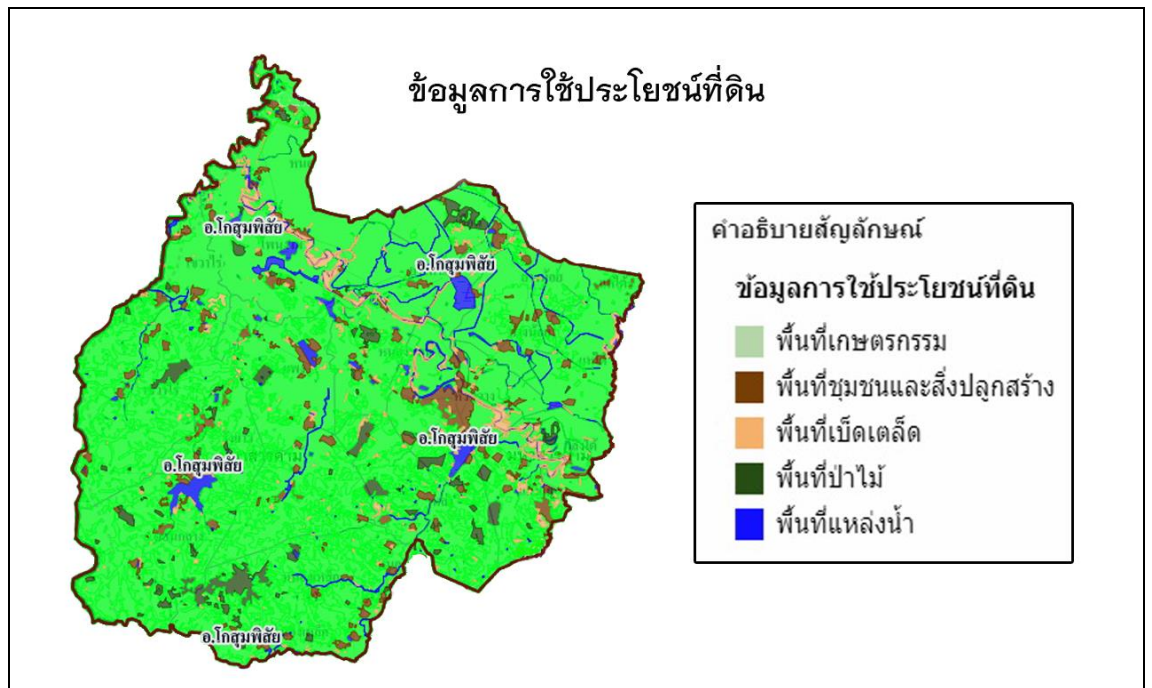 ข้อมูลการใช้ประโยชน์ที่ดิน
อ.โกสุมพิสัย
อ.โกสุมพิสัย
อ.โกสุมพิสัย
อ.โกสุมพิสัย
อ.โกสุมพิสัย
คำอธิบายสัญลักษณ์
ข้อมูลการใช้ประโยชน์ที่ดิน
พื้นที่เกษตรกรรม
พื้นที่ชุมชนและสิ่งปลูกสร้าง
พื้นที่เบ็ดเตล็ด
พื้นที่ป่าไม้
พื้นที่แหล่งน้ำ